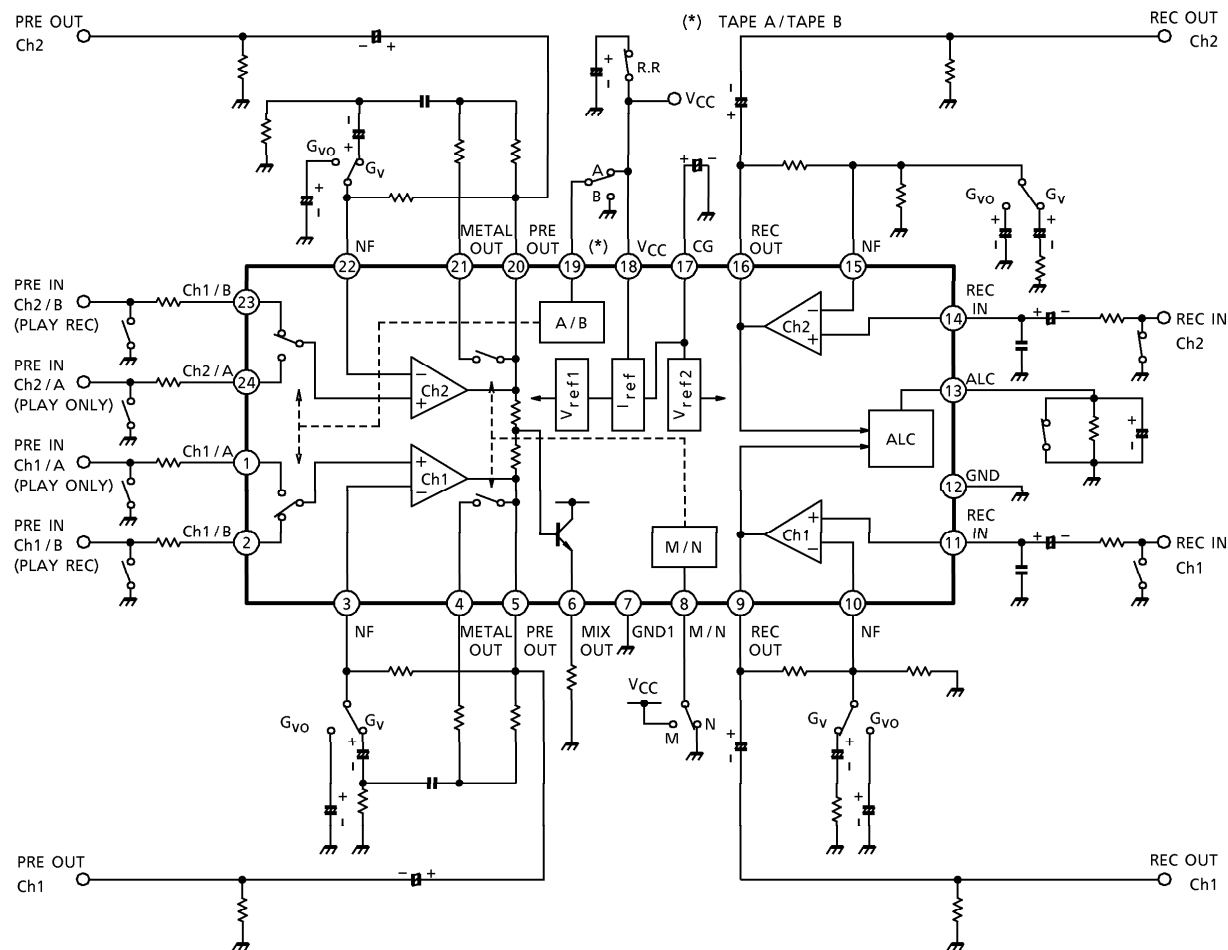 PRE OUT
Ch2
(*) TAPE A/TAPE B
REC OUT
Ch2
− +
+
−
R.R
VCC
−
+
GVO
−
+
GV
+
−
A
B
+ −
GVO
GV
+
−
+
−
NF
METAL OUT
PRE OUT
(*)
VCC
CG
REC OUT
NF
22
21
20
19
18
17
16
15
PRE IN
Ch2/B
(PLAY REC)
Ch1/B
23
A/B
Ch2
−
+
14
REC IN
+ −
REC IN
Ch2
PRE IN
Ch2/A
(PLAY ONLY)
Ch2/A
24
−
+
Ch2
Vref1
Iref
Vref2
13
ALC
ALC
−
PRE IN
Ch1/A
(PLAY ONLY)
Ch1/A
1
+
−
Ch1
12
GND
PRE IN
Ch1/B
(PLAY REC)
Ch1/B
2
M/N
Ch1
+
−
11
REC IN
+ −
REC IN
Ch1
3
4
5
6
7
8
9
10
NF
METAL OUT
PRE OUT
MIX OUT
GND1
M/N
REC OUT
NF
VCC
M
N
GVO
GV
+
−
+
−
+
−
GV
GVO
+
−
+
−
PRE OUT
Ch1
− +
REC OUT
Ch1